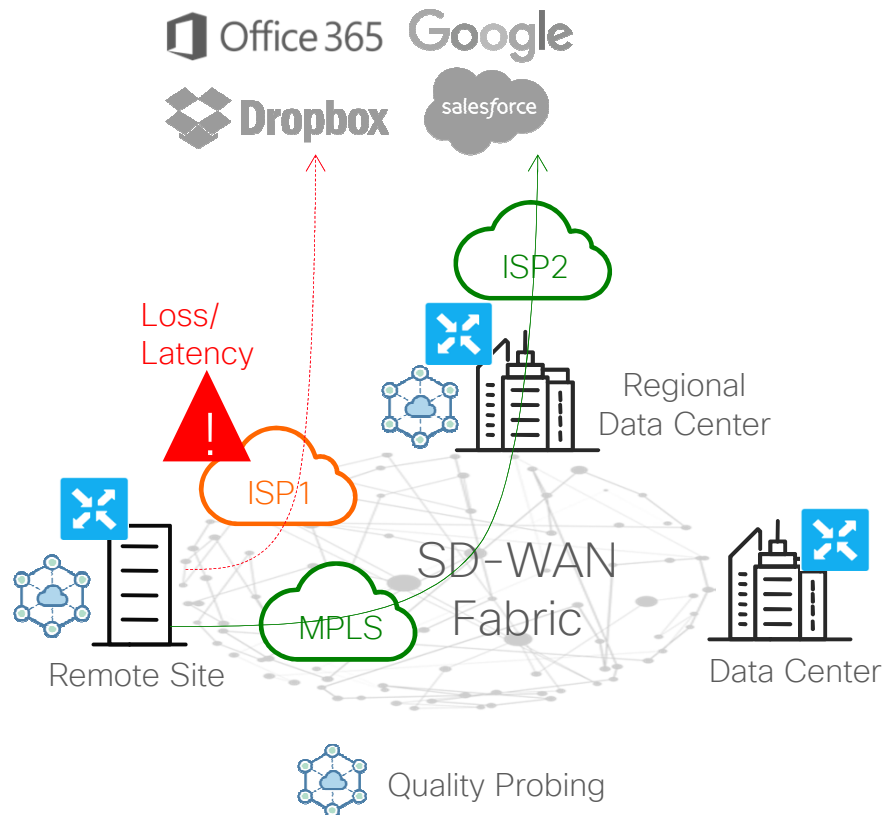 Office 365
Google
Dropbox
salesforce
ISP2
Loss/
Latency
!
Regional
Data Center
ISP1
SD-WAN
Fabric
MPLS
Remote Site
Data Center
Quality Probing